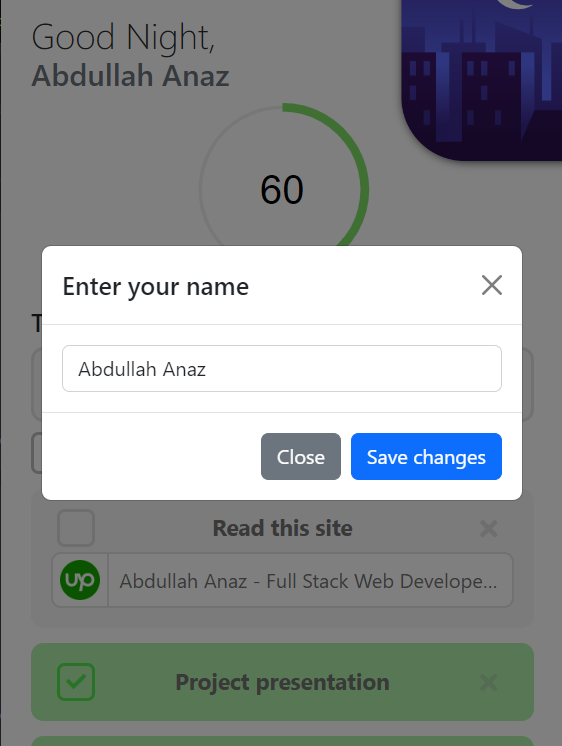 Good Night,
Abdullah Anaz
60
Enter your name
Abdullah Anaz
Close
Save changes
Read this site
up
Abdullah Anaz - Full Stack Web Develope...
Project presentation